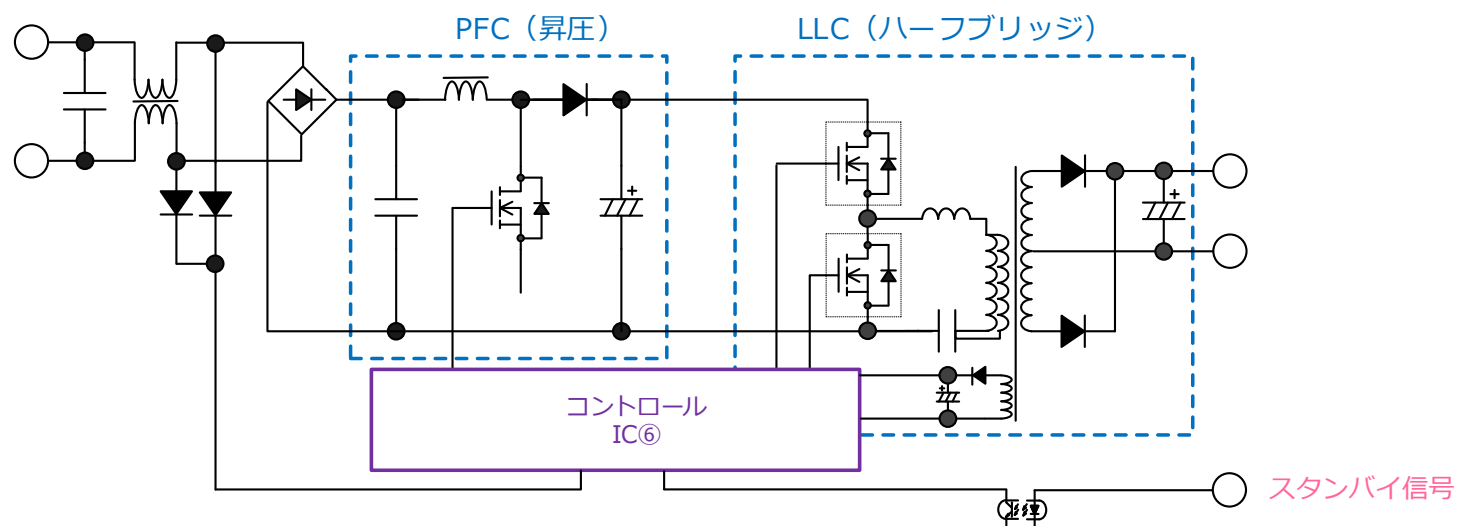 PFC（昇圧）
LLC（ハーフブリッジ）
+
+
コントロール
IC⑥
+
スタンバイ信号